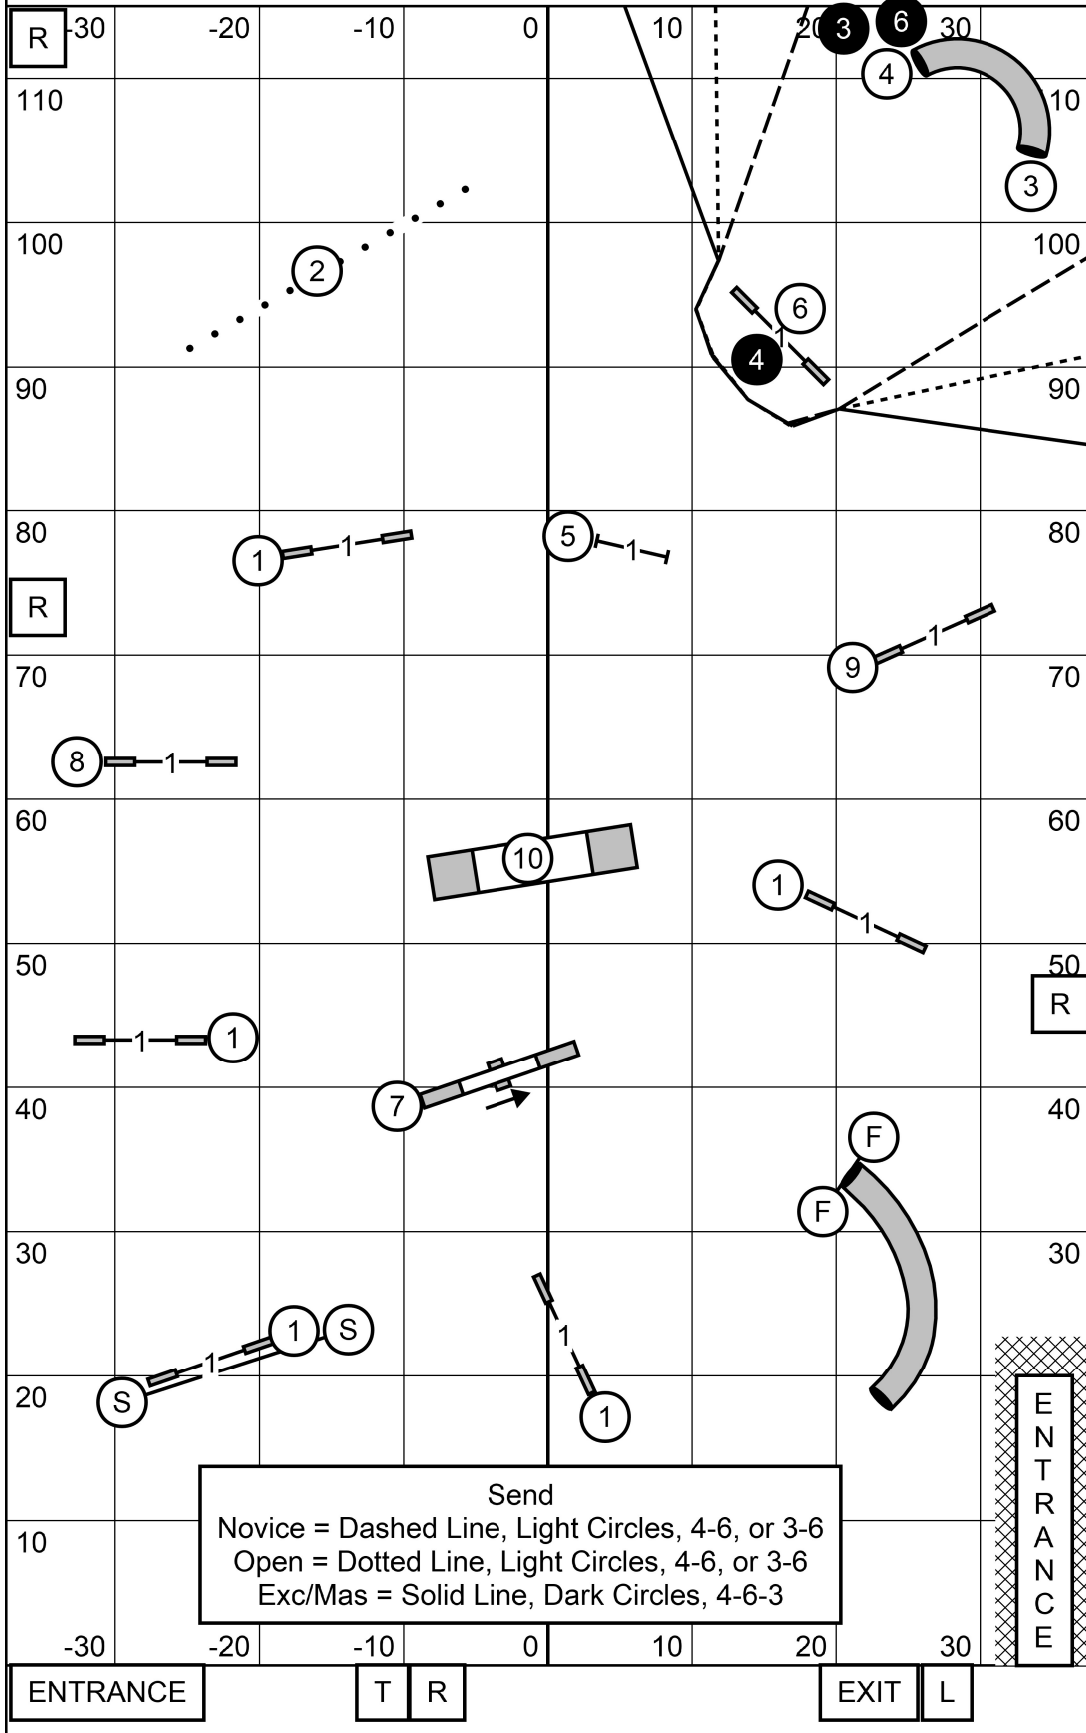 R -30 -20 -10 0 10 20 3 6 30
4
110 10
3
100 100
2
6
1
4
90 90
80 80
1 1 5 1
R
1
9
70 70
8 1
60 60
10
1
1
50 50
R
1 1
7
40 40
F
F
30 30
1
1 S
1
S
20
1
E
N
T
R
A
N
C
E
Send
Novice = Dashed Line, Light Circles, 4-6, or 3-6
Open = Dotted Line, Light Circles, 4-6, or 3-6
Exc/Mas = Solid Line, Dark Circles, 4-6-3
10
-30 -20 -10 0 10 20 30
ENTRANCE T R EXIT L